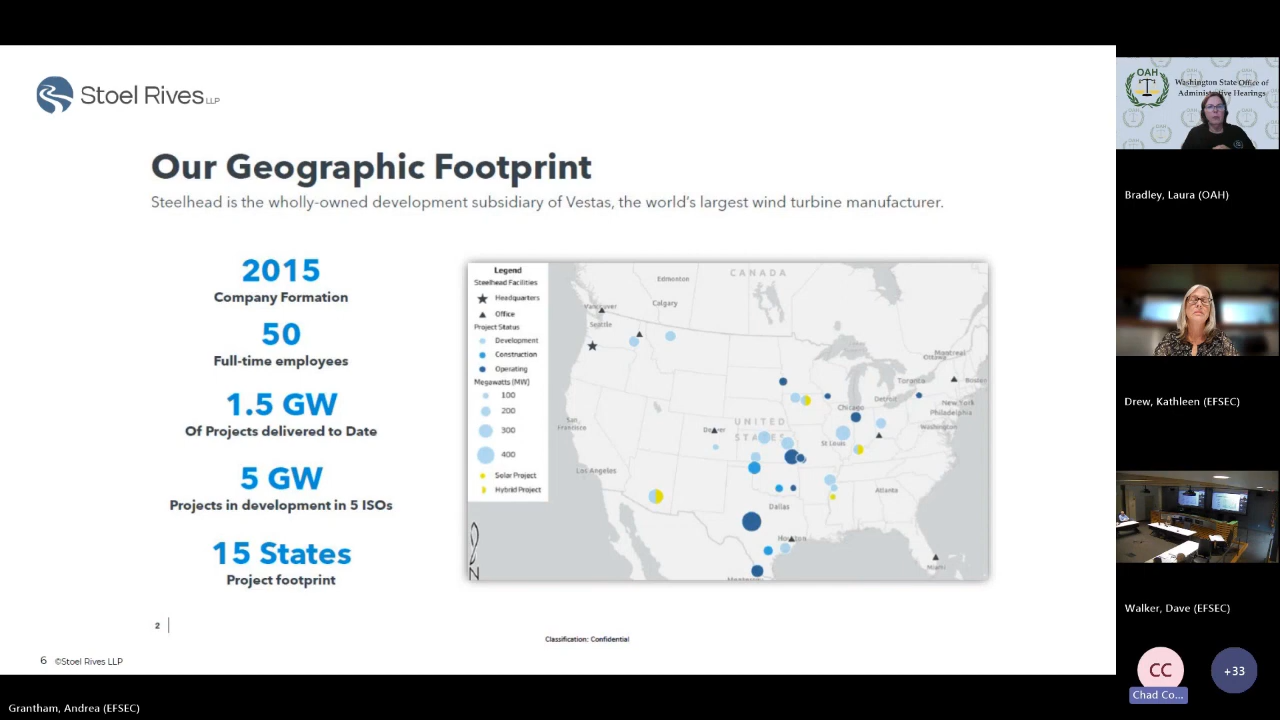 Stoel Rives LLP
Our Geographic Footprint
Steelhead is the wholly-owned development subsidiary of Vestas, the world's largest wind turbine manufacturer.
2015
Company Formation
50
Full-time employees
1.5 GW
Of Projects delivered to Date
5 GW
Projects in development in 5 ISOs
15 States
Project footprint
Legend
Steelhead Facilities
Headquarters
Office
Project Status
Development
Construction
Operating
Megawatts (MW)
100
200
300
400
Solar Project
Hybrid Project
N
CANADA
Edmonton
Calgary
Vancouver
Seattle
Montreal
Ottawa
Toronto
Boston
Detroit
Chicago
New York
Philadelphia
Washington
UNITED
STATES
Denver
San
Francisco
St Louis
Los Angeles
Atlanta
Dallas
Houston
Miami
Monterrey
2
Classification: Confidential
6 ©Stoel Rives LLP
Grantham, Andrea (EFSEC)
OAH
Washington State Office of
Administrative Hearings
Bradley, Laura (OAH)
Drew, Kathleen (EFSEC)
Walker, Dave (EFSEC)
CC
Chad Co...
+33